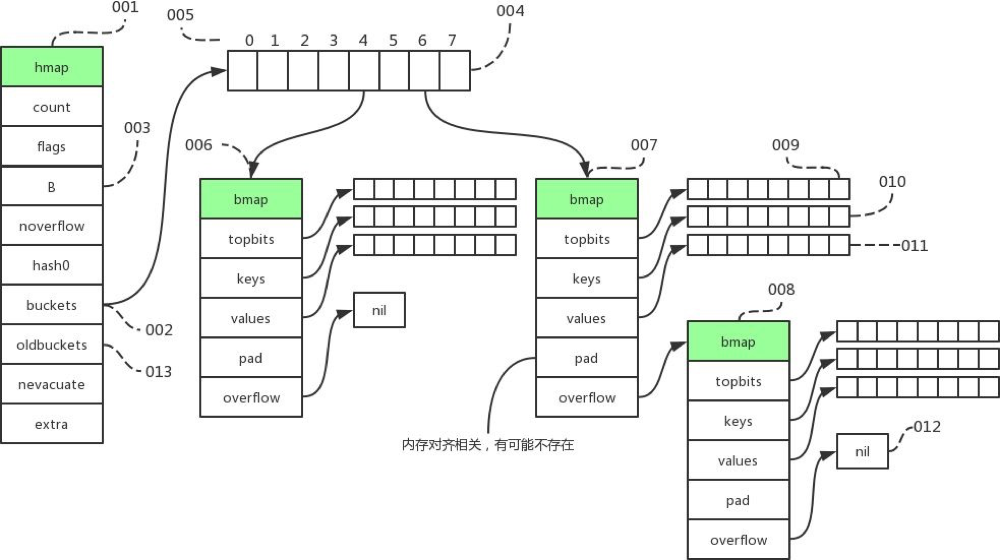 001
005
004
0 1 2 3 4 5 6 7
hmap
count
003
flags
006
007
009
B
bmap
bmap
010
noverflow
topbits
topbits
011
hash0
keys
keys
buckets
values
values
008
nil
002
oldbuckets
pad
pad
bmap
013
nevacuate
overflow
overflow
topbits
extra
keys
内存对齐相关，有可能不存在
012
values
nil
pad
overflow